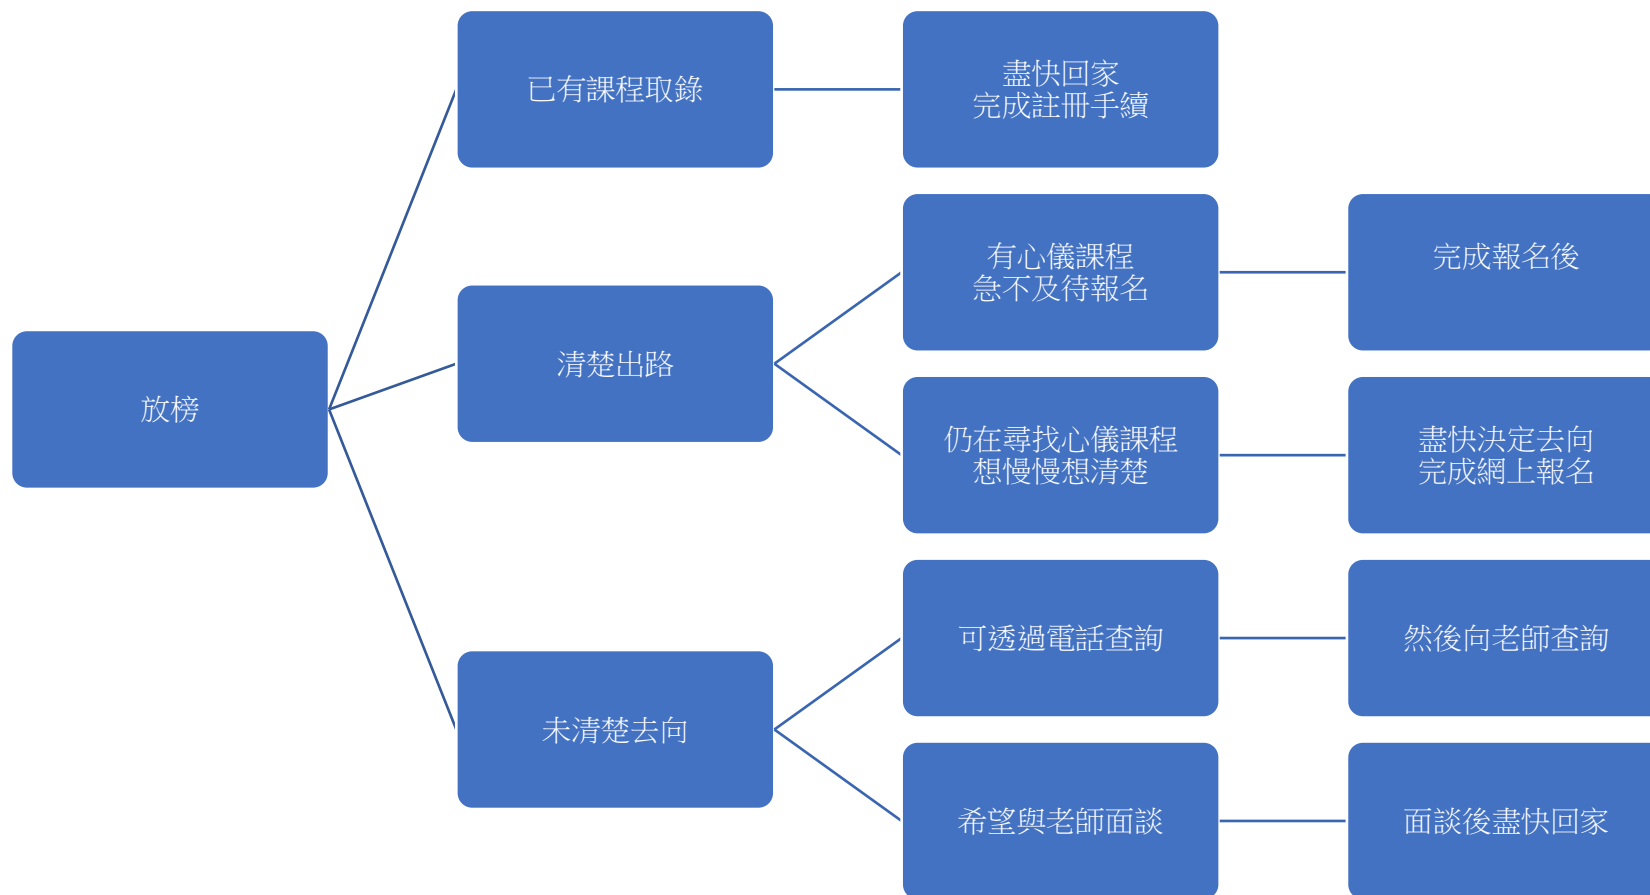 放榜
已有課程取錄
盡快回家
完成註冊手續
清楚出路
有心儀課程
急不及待報名
完成報名後
仍在尋找心儀課程
想慢慢想清楚
盡快決定去向
完成網上報名
未清楚去向
可透過電話查詢
然後向老師查詢
希望與老師面談
面談後盡快回家